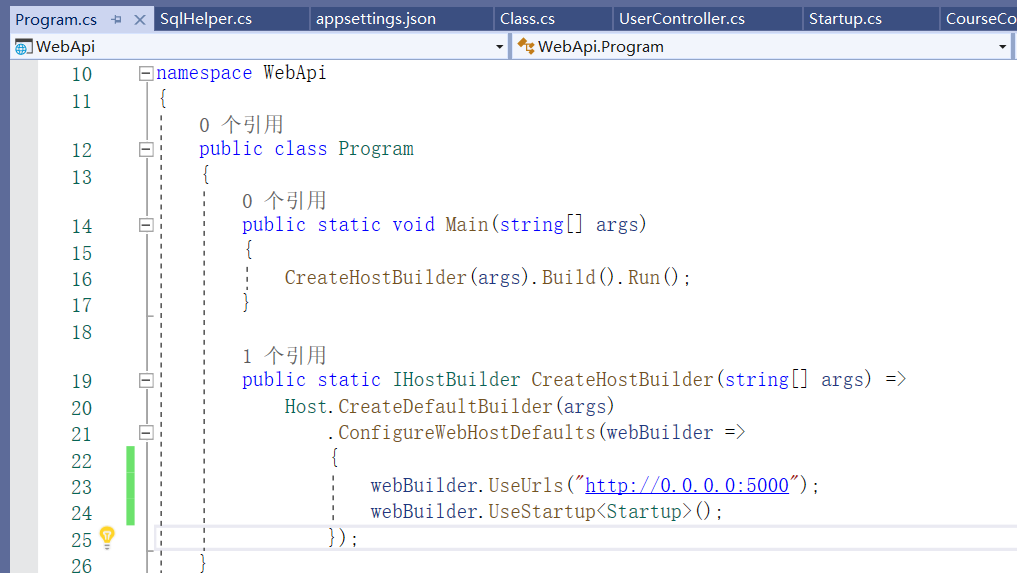 Program.cs SqlHelper.cs appsettings.json Class.cs UserController.cs Startup.cs CourseCo
WebApi WebApi.Program
10 namespace WebApi
11 {
0 个引用
12 public class Program
13 {
0 个引用
14 public static void Main(string[] args)
15 {
16 CreateHostBuilder(args).Build().Run();
17 }
18
1 个引用
19 public static IHostBuilder CreateHostBuilder(string[] args) =>
20 Host.CreateDefaultBuilder(args)
21 .ConfigureWebHostDefaults(webBuilder =>
22 {
23 webBuilder.UseUrls("http://0.0.0.0:5000");
24 webBuilder.UseStartup<Startup>();
25 });
26 }